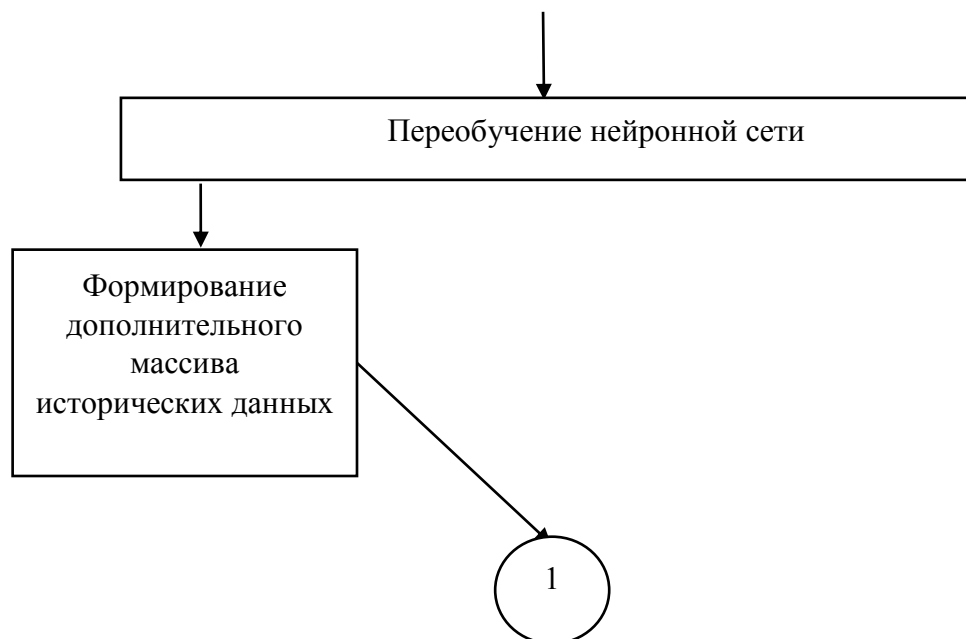 Переобучение нейронной сети
Формирование
дополнительного
массива
исторических данных
1